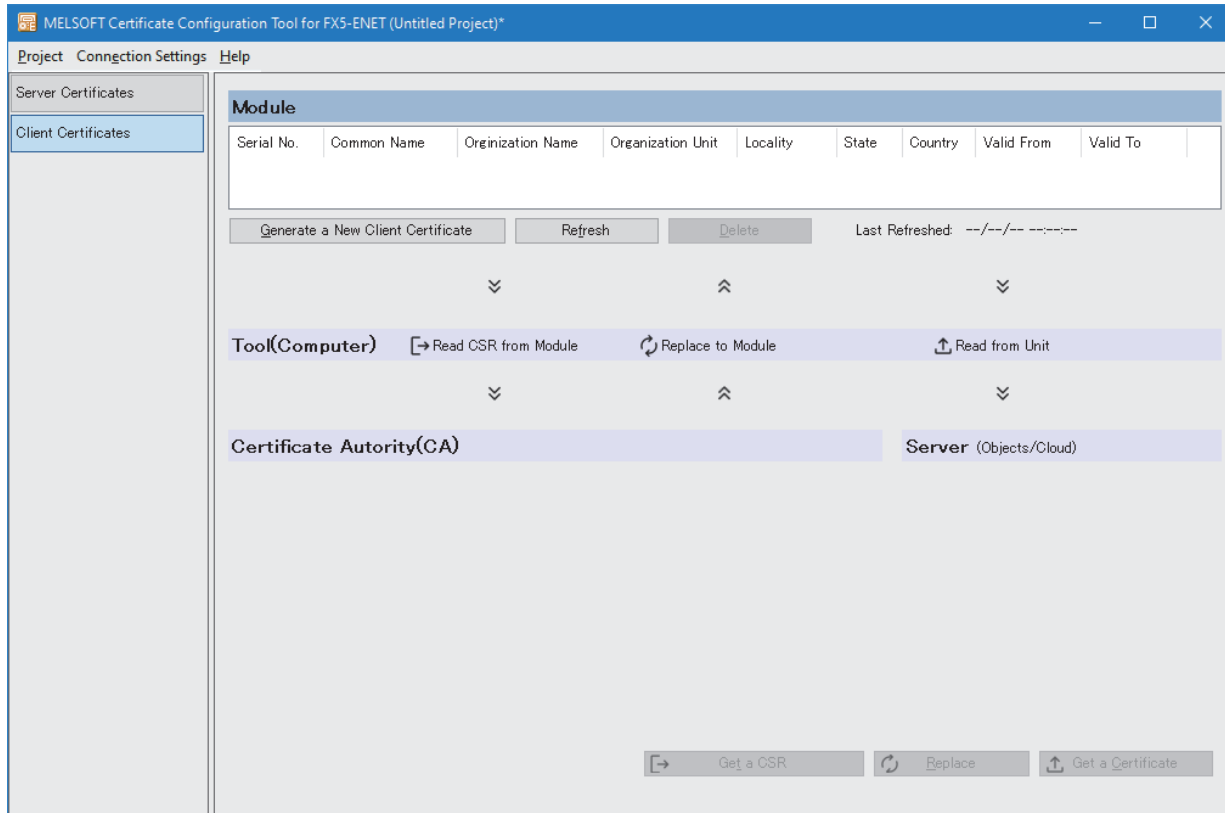 MELSOFT Certificate Configuration Tool for FX5-ENET (Untitled Project)*
Project Connection Settings Help
Server Certificates
Client Certificates
Module
Serial No. Common Name Orginization Name Organization Unit Locality State Country Valid From Valid To
Generate a New Client Certificate Refresh Delete Last Refreshed: --/--/-- --:--:--
Tool(Computer) Read CSR from Module Replace to Module Read from Unit
Certificate Autority(CA) Server (Objects/Cloud)
Get a CSR Replace Get a Certificate